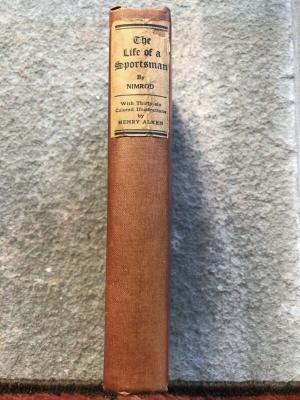 The
Life of a
Sportsman
By
NIMROD
With Thirty-six
Colored Illustrations
by
HENRY ALKEN